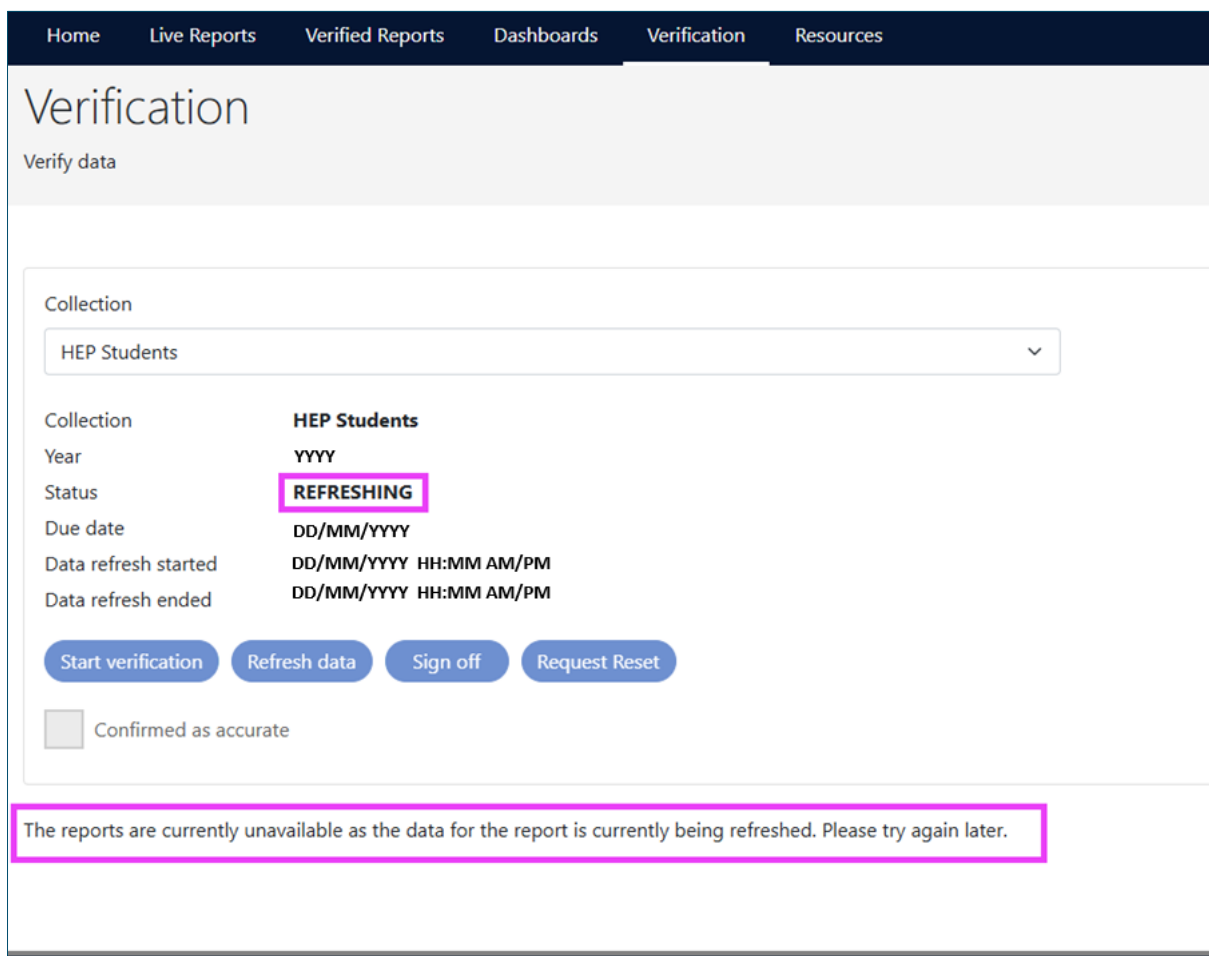 Home Live Reports Verified Reports Dashboards Verification Resources
Verification
Verify data
Collection
HEP Students
Collection HEP Students
Year YYYY
Status REFRESHING
Due date DD/MM/YYYY
Data refresh started DD/MM/YYYY HH:MM AM/PM
Data refresh ended DD/MM/YYYY HH:MM AM/PM
Start verification Refresh data Sign off Request Reset
Confirmed as accurate
The reports are currently unavailable as the data for the report is currently being refreshed. Please try again later.